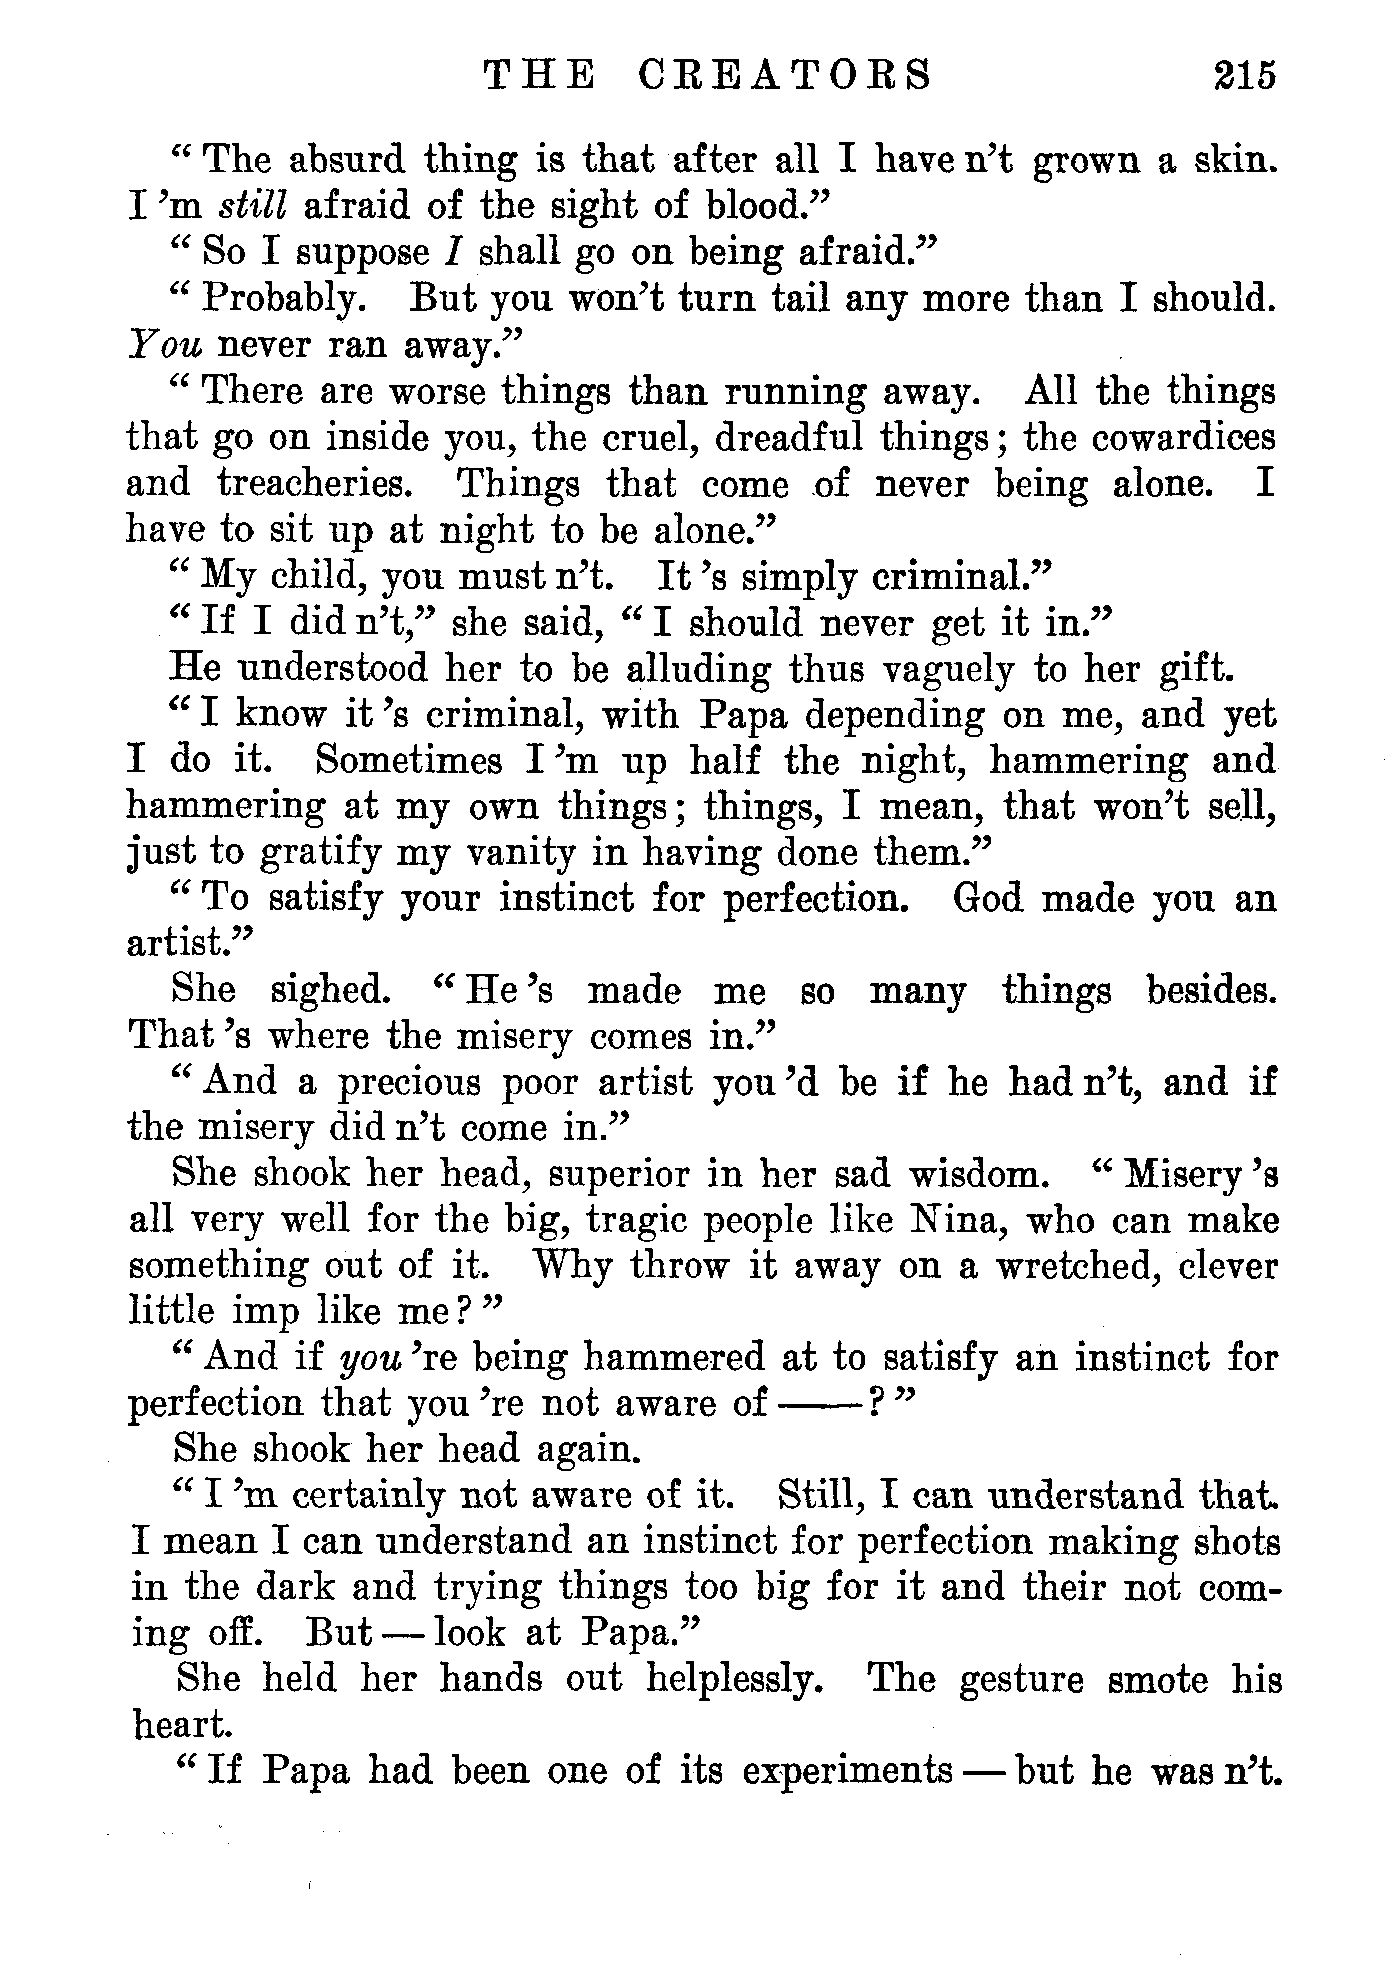 THE CREATORS 215
“ The absurd thing is that after all I have n’t grown a skin.
I ’m still afraid of the sight of blood.”
“ So I suppose I shall go on being afraid.”
“ Probably. But you won’t turn tail any more than I should.
You never ran away.”
“ There are worse things than running away. All the things
that go on inside you, the cruel, dreadful things; the cowardices
and treacheries. Things that come of never being alone. I
have to sit up at night to be alone.”
“ My child, you must n’t. It ’s simply criminal.”
“ If I did n’t,” she said, “ I should never get it in.”
He understood her to be alluding thus vaguely to her gift.
“ I know it ’s criminal, with Papa depending on me, and yet
I do it. Sometimes I ’m up half the night, hammering and
hammering at my own things; things, I mean, that won’t sell,
just to gratify my vanity in having done them.”
“ To satisfy your instinct for perfection. God made you an
artist.”
She sighed. “ He ’s made me so many things besides.
That ’s where the misery comes in.”
“ And a precious poor artist you ’d be if he had n’t, and if
the misery did n’t come in.”
She shook her head, superior in her sad wisdom. “ Misery ’s
all very well for the big, tragic people like Nina, who can make
something out of it. Why throw it away on a wretched, clever
little imp like me? ”
“ And if you ’re being hammered at to satisfy an instinct for
perfection that you ’re not aware of ——? ”
She shook her head again.
“ I ’m certainly not aware of it. Still, I can understand that.
I mean I can understand an instinct for perfection making shots
in the dark and trying things too big for it and their not com-
ing off. But — look at Papa.”
She held her hands out helplessly. The gesture smote his
heart.
“ If Papa had been one of its experiments — but he was n’t.